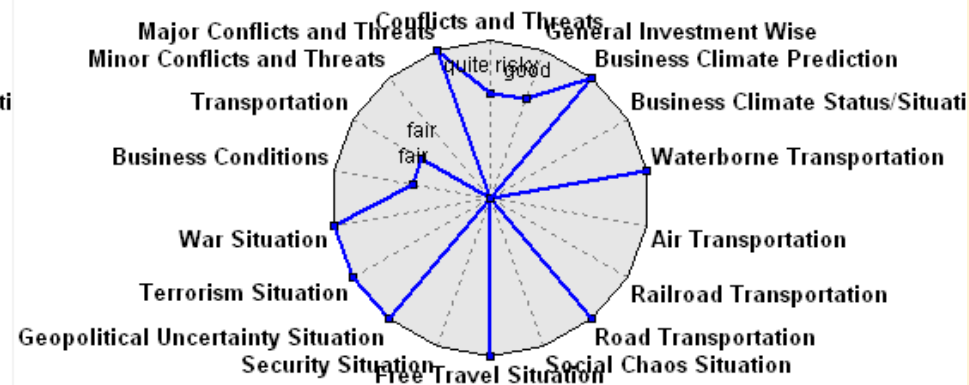 Conflicts and Threats
Major Conflicts and Threats
General Investment Wise
Minor Conflicts and Threats
quite risky
good
Business Climate Prediction
ti
Transportation
Business Climate Status/Situati
fair
Business Conditions
fair
Waterborne Transportation
War Situation
Air Transportation
Terrorism Situation
Railroad Transportation
Geopolitical Uncertainty Situation
Road Transportation
Security Situation
Social Chaos Situation
Free Travel Situation